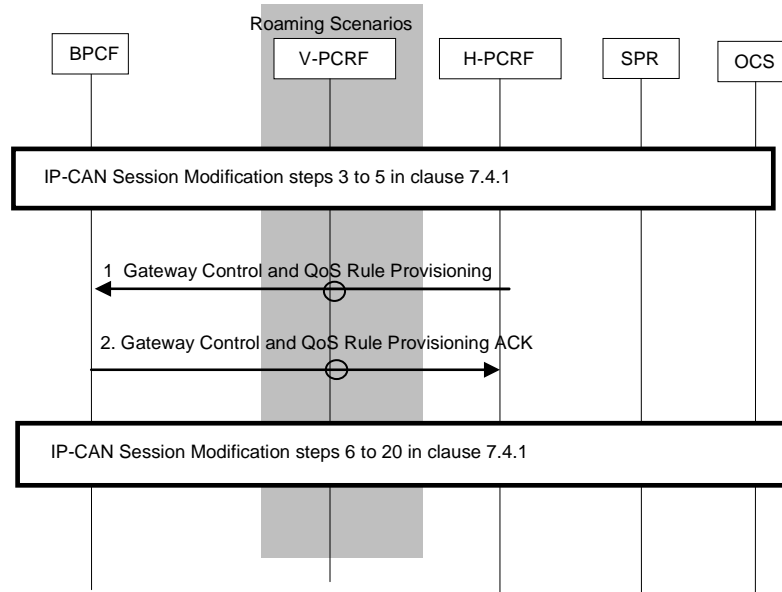 Roaming Scenarios
BPCF
V-PCRF
H-PCRF
SPR
OCS
IP-CAN Session Modification steps 3 to 5 in clause 7.4.1
1 Gateway Control and QoS Rule Provisioning
2. Gateway Control and QoS Rule Provisioning ACK
IP-CAN Session Modification steps 6 to 20 in clause 7.4.1